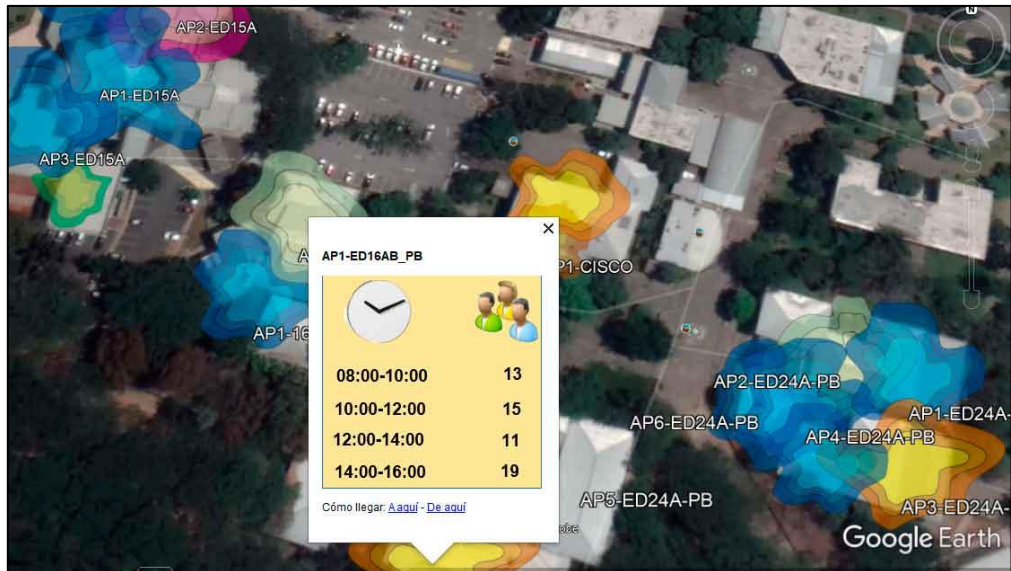 N
AP2-ED15A
AP1-ED15A
AP3-ED15A
AP1-ED16AB_PB
P1-CISCO
AP1-16
08:00-10:00 13
10:00-12:00 15
12:00-14:00 11
14:00-16:00 19
AP2-ED24A-PB
AP1-ED24A-
AP6-ED24A-PB
AP4-ED24A-PB
Cómo llegar: A aquí - De aquí
AP5-ED24A-PB
AP3-ED24A-
Google Earth